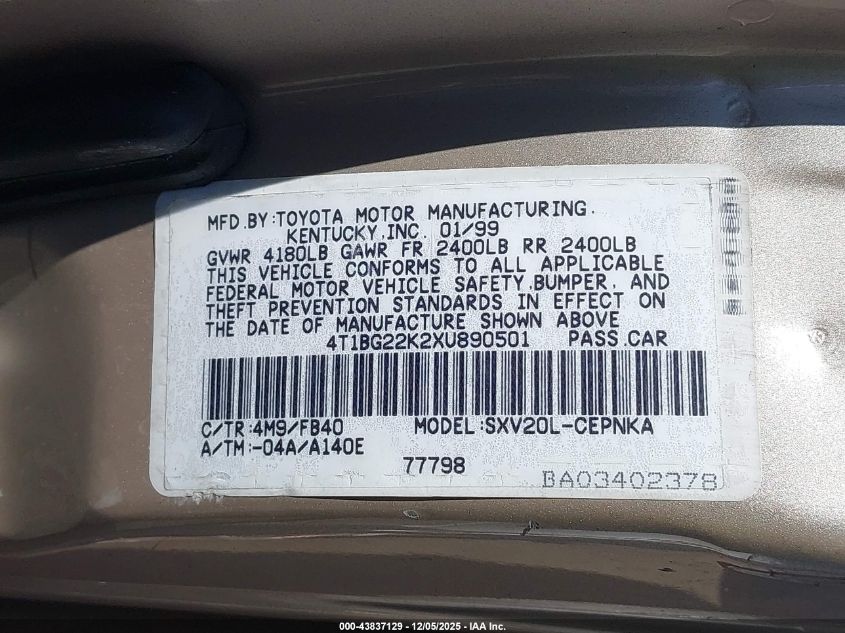 MFD.BY:TOYOTA MOTOR MANUFACTURING.
KENTUCKY,INC. 01/99
GVWR 4180LB GAWR FR 2400LB RR 2400LB
THIS VEHICLE CONFORMS TO ALL APPLICABLE
FEDERAL MOTOR VEHICLE SAFETY,BUMPER, AND
THEFT PREVENTION STANDARDS IN EFFECT ON
THE DATE OF MANUFACTURE SHOWN ABOVE
4T1BG22K2XU890501 PASS.CAR
C/TR:4M9/FB40 MODEL:SXV20L-CEPNKA
A/TM:-04A/A140E
77798
BA03402378
000-43837129 - 12/05/2025 - IAA Inc.